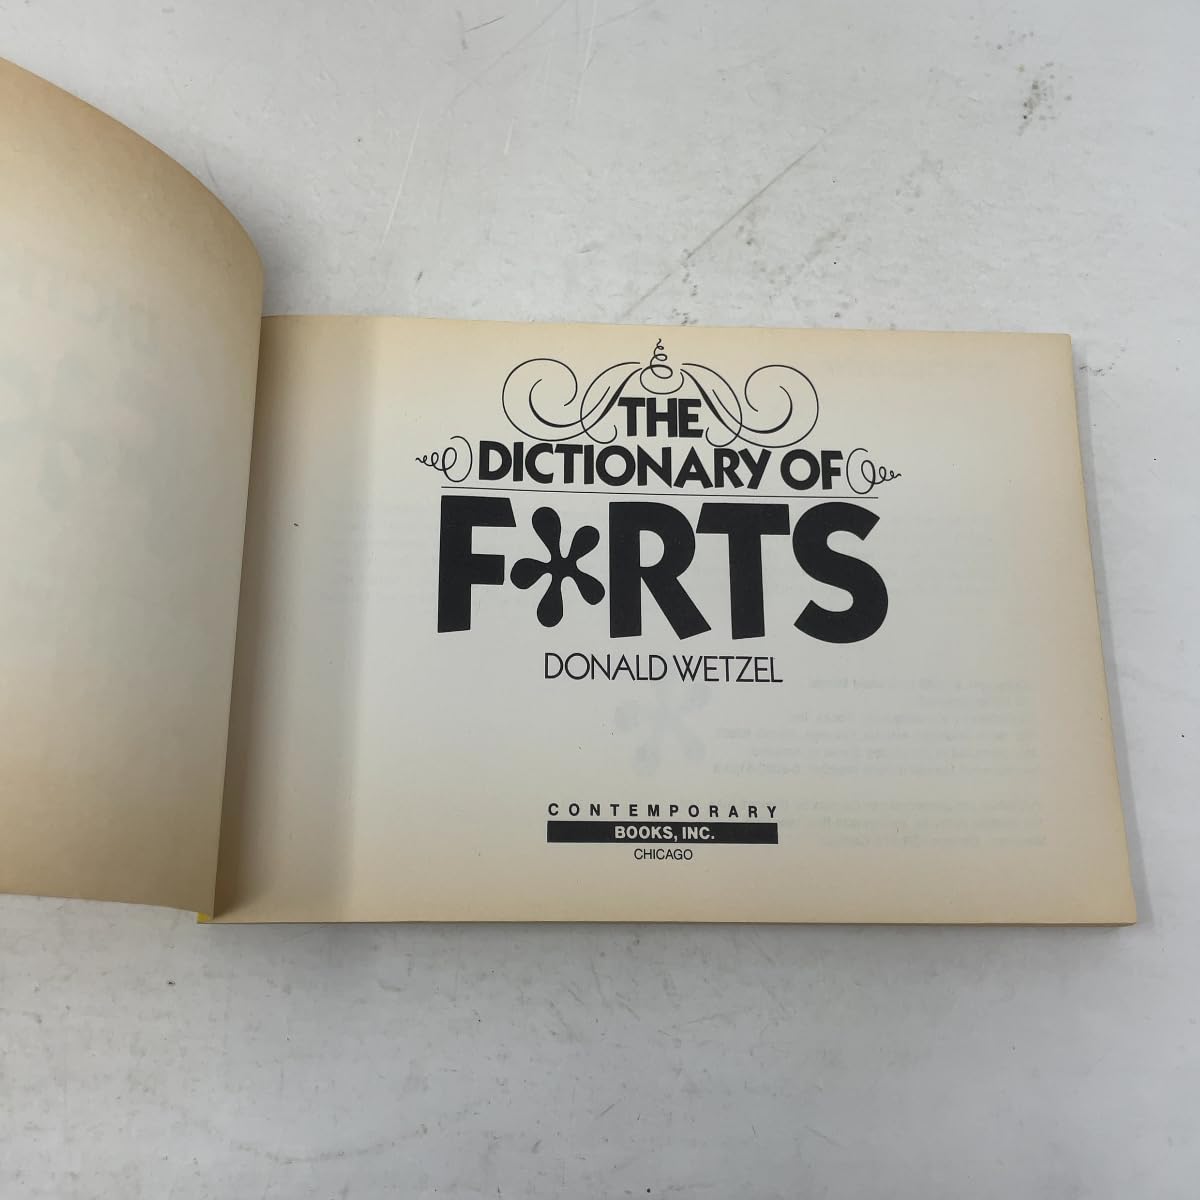 THE
DICTIONARY OF
F*RTS
DONALD WETZEL
CONTEMPORARY
BOOKS, INC.
CHICAGO